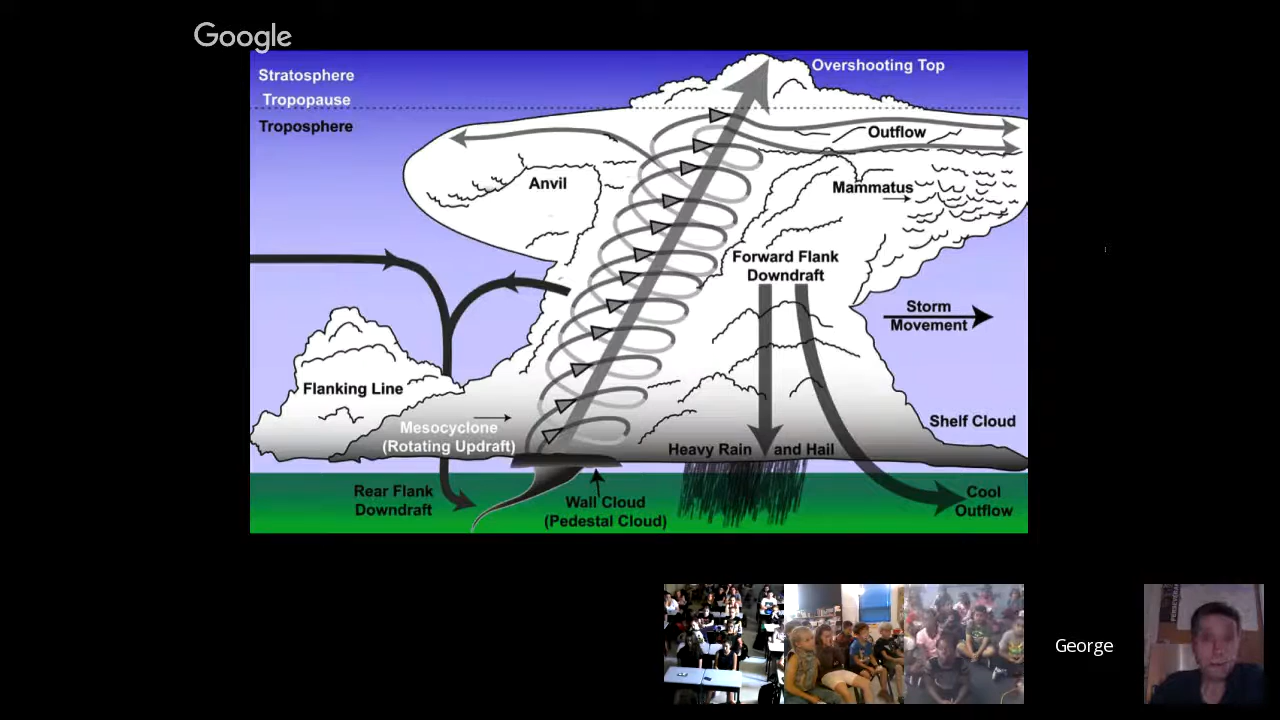 Google
Stratosphere
Overshooting Top
Tropopause
Troposphere
Outflow
Anvil
Mammatus
Forward Flank
Downdraft
Storm
Movement
Flanking Line
Shelf Cloud
Mesocyclone
(Rotating Updraft)
Heavy Rain and Hail
Rear Flank
Downdraft
Wall Cloud
(Pedestal Cloud)
Cool
Outflow
George